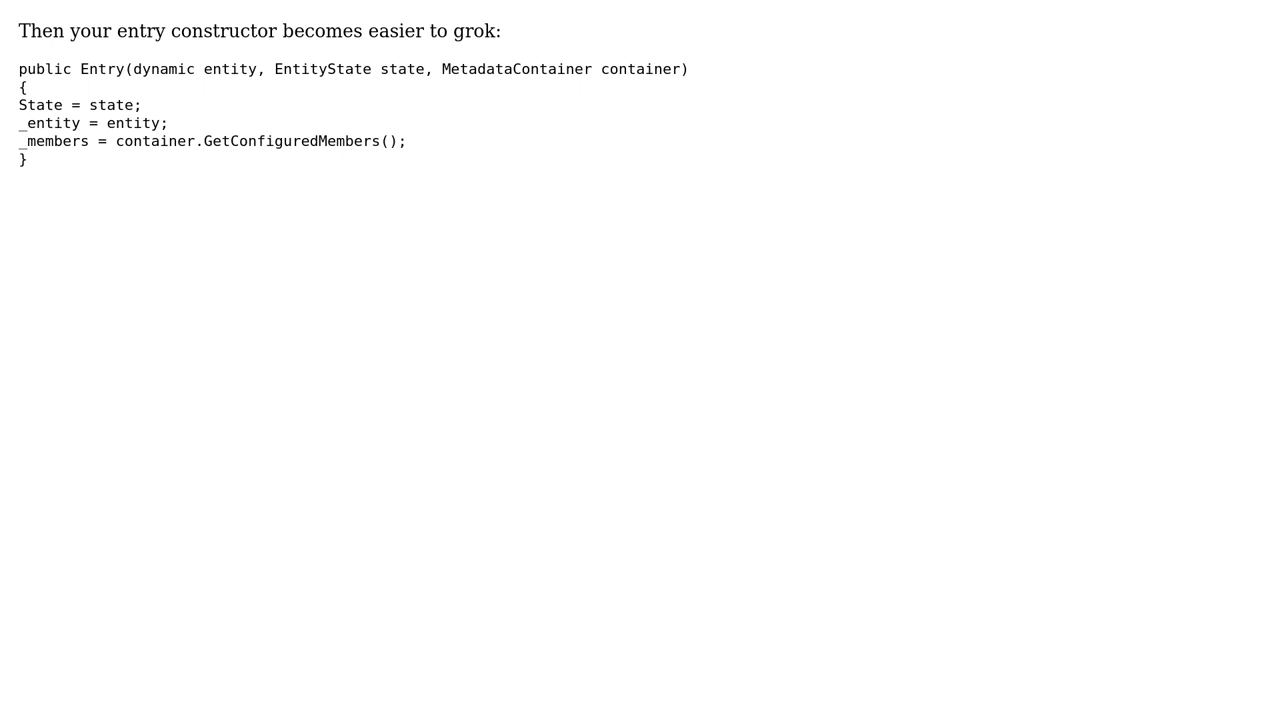 Then your entry constructor becomes easier to grok:
public Entry(dynamic entity, EntityState state, MetadataContainer container)
{
State = state;
_entity = entity;
_members = container.GetConfiguredMembers();
}